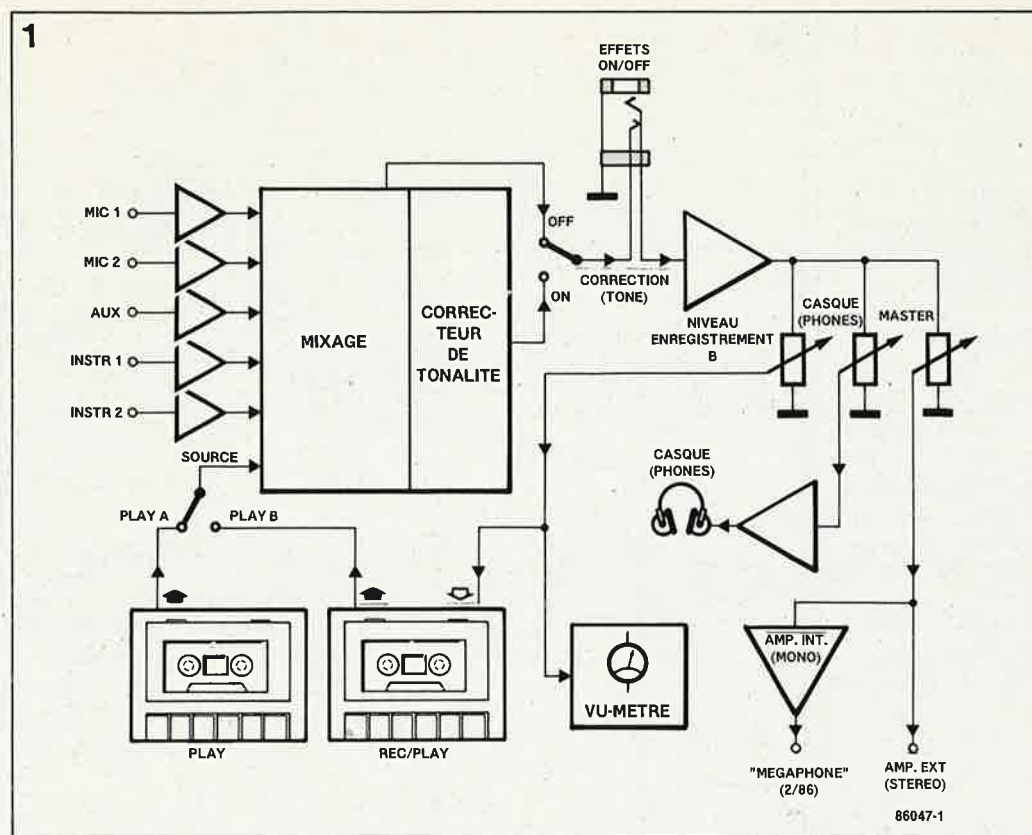 1
EFFETS
ON/OFF
MIC 1
MIC 2
AUX
INSTR 1
INSTR 2
SOURCE
PLAY A
PLAY B
MIXAGE
CORREC-
TEUR
DE
TONALITE
OFF
ON
CORRECTION
(TONE)
NIVEAU
ENREGISTREMENT
B
CASQUE
(PHONES)
MASTER
CASQUE
(PHONES)
AMP. INT.
(MONO)
VU-METRE
PLAY
REC/PLAY
"MEGAPHONE"
(2/86)
AMP. EXT
(STEREO)
86047-1